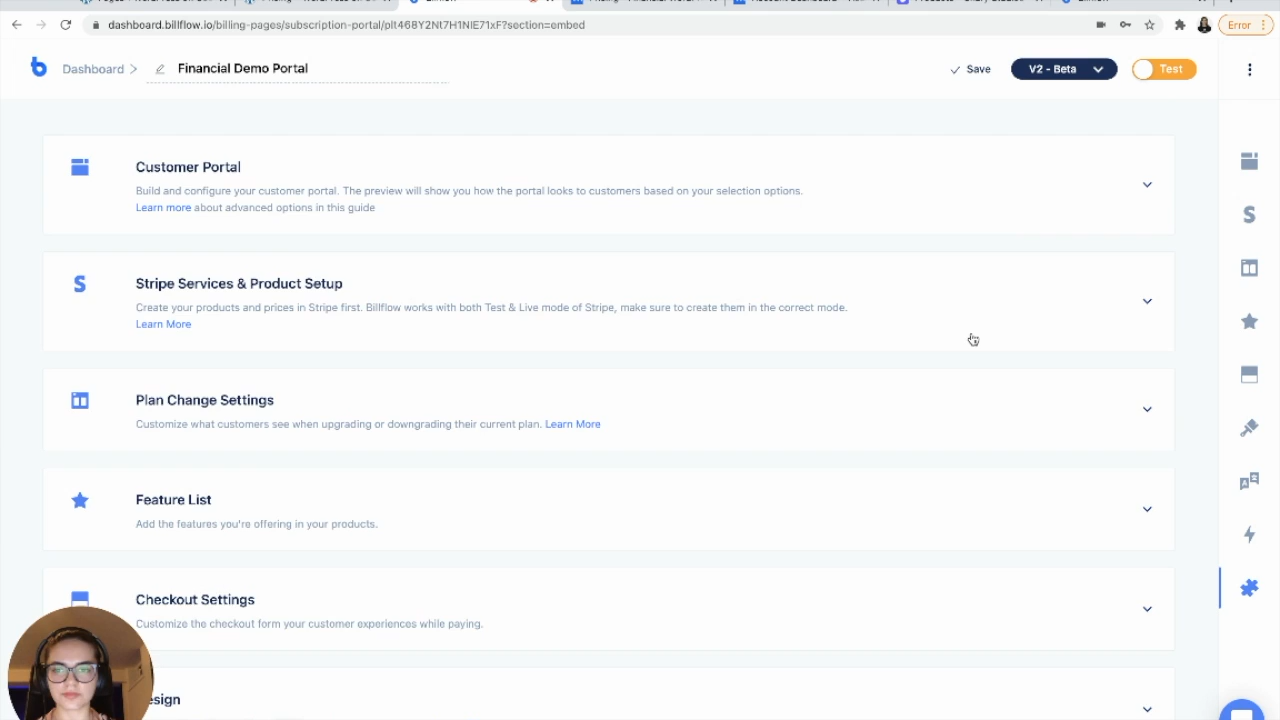 dashboard.billflow.io/billing-pages/subscription-portal/plt468Y2Nt7H1NIE71xF?section=embed
Error
Dashboard > Financial Demo Portal
Save
V2 - Beta
Test
Customer Portal
Build and configure your customer portal. The preview will show you how the portal looks to customers based on your selection options.
Learn more about advanced options in this guide
Stripe Services & Product Setup
Create your products and prices in Stripe first. Billflow works with both Test & Live mode of Stripe, make sure to create them in the correct mode.
Learn More
Plan Change Settings
Customize what customers see when upgrading or downgrading their current plan. Learn More
Feature List
Add the features you're offering in your products.
Checkout Settings
Customize the checkout form your customer experiences while paying.